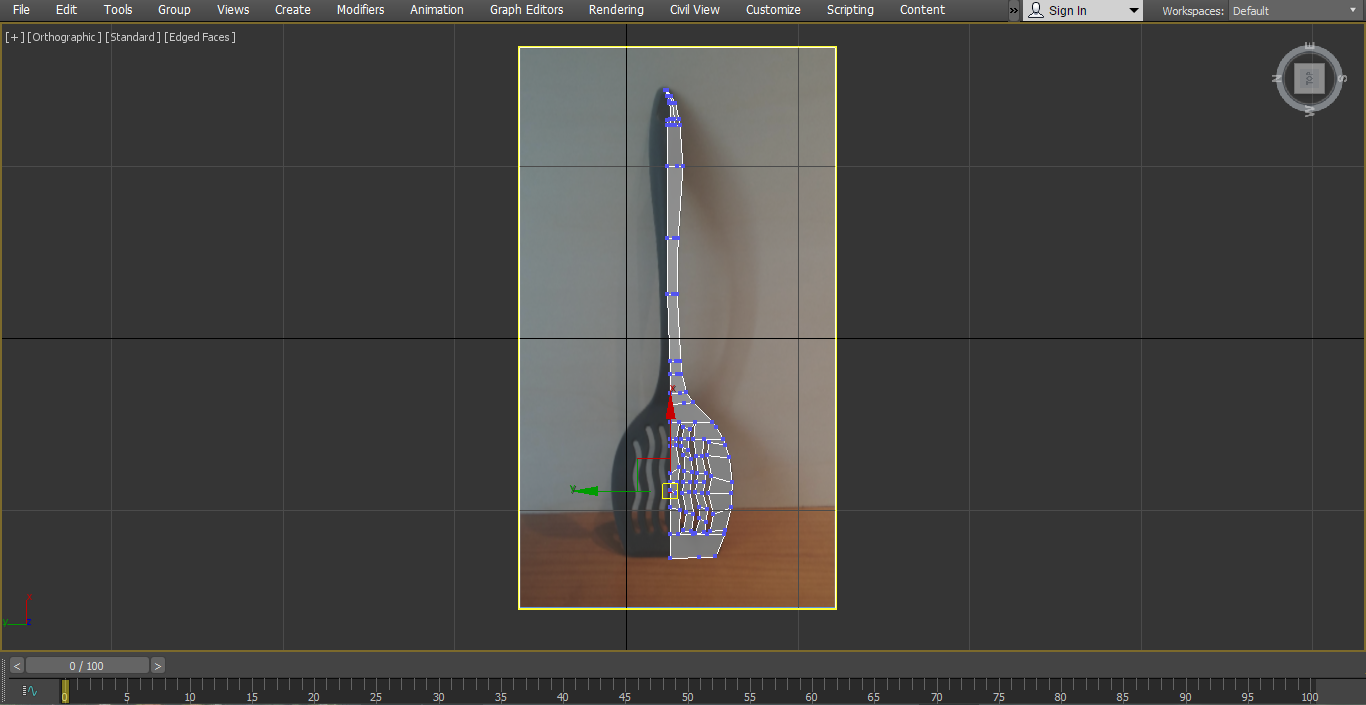 File Edit Tools Group Views Create Modifiers Animation Graph Editors Rendering Civil View Customize Scripting Content » Sign In Workspaces: Default
[+] [Orthographic ] [Standard ] [Edged Faces ]
E
N TOP S
W
x
y
x
y z
< 0 / 100 >
0 5 10 15 20 25 30 35 40 45 50 55 60 65 70 75 80 85 90 95 100